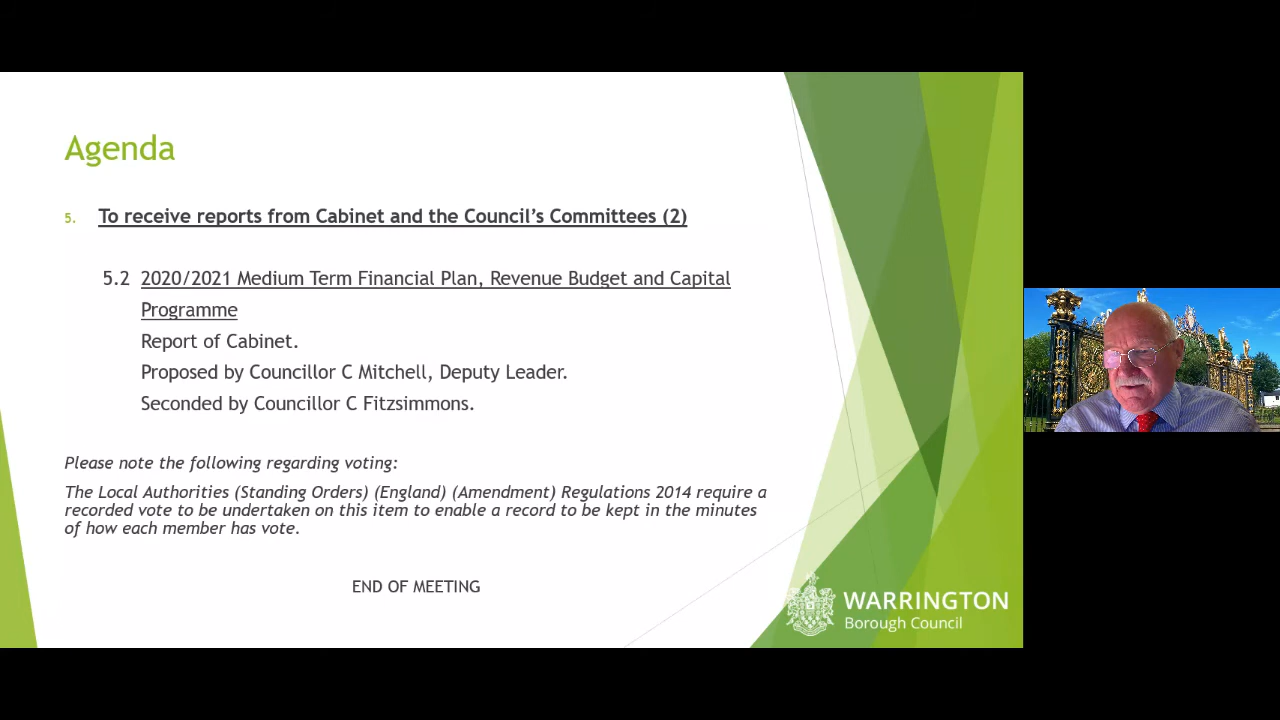 Agenda
5. To receive reports from Cabinet and the Council's Committees (2)
5.2 2020/2021 Medium Term Financial Plan, Revenue Budget and Capital
Programme
Report of Cabinet.
Proposed by Councillor C Mitchell, Deputy Leader.
Seconded by Councillor C Fitzsimmons.
Please note the following regarding voting:
The Local Authorities (Standing Orders) (England) (Amendment) Regulations 2014 require a
recorded vote to be undertaken on this item to enable a record to be kept in the minutes
of how each member has vote.
END OF MEETING
WARRINGTON
Borough Council